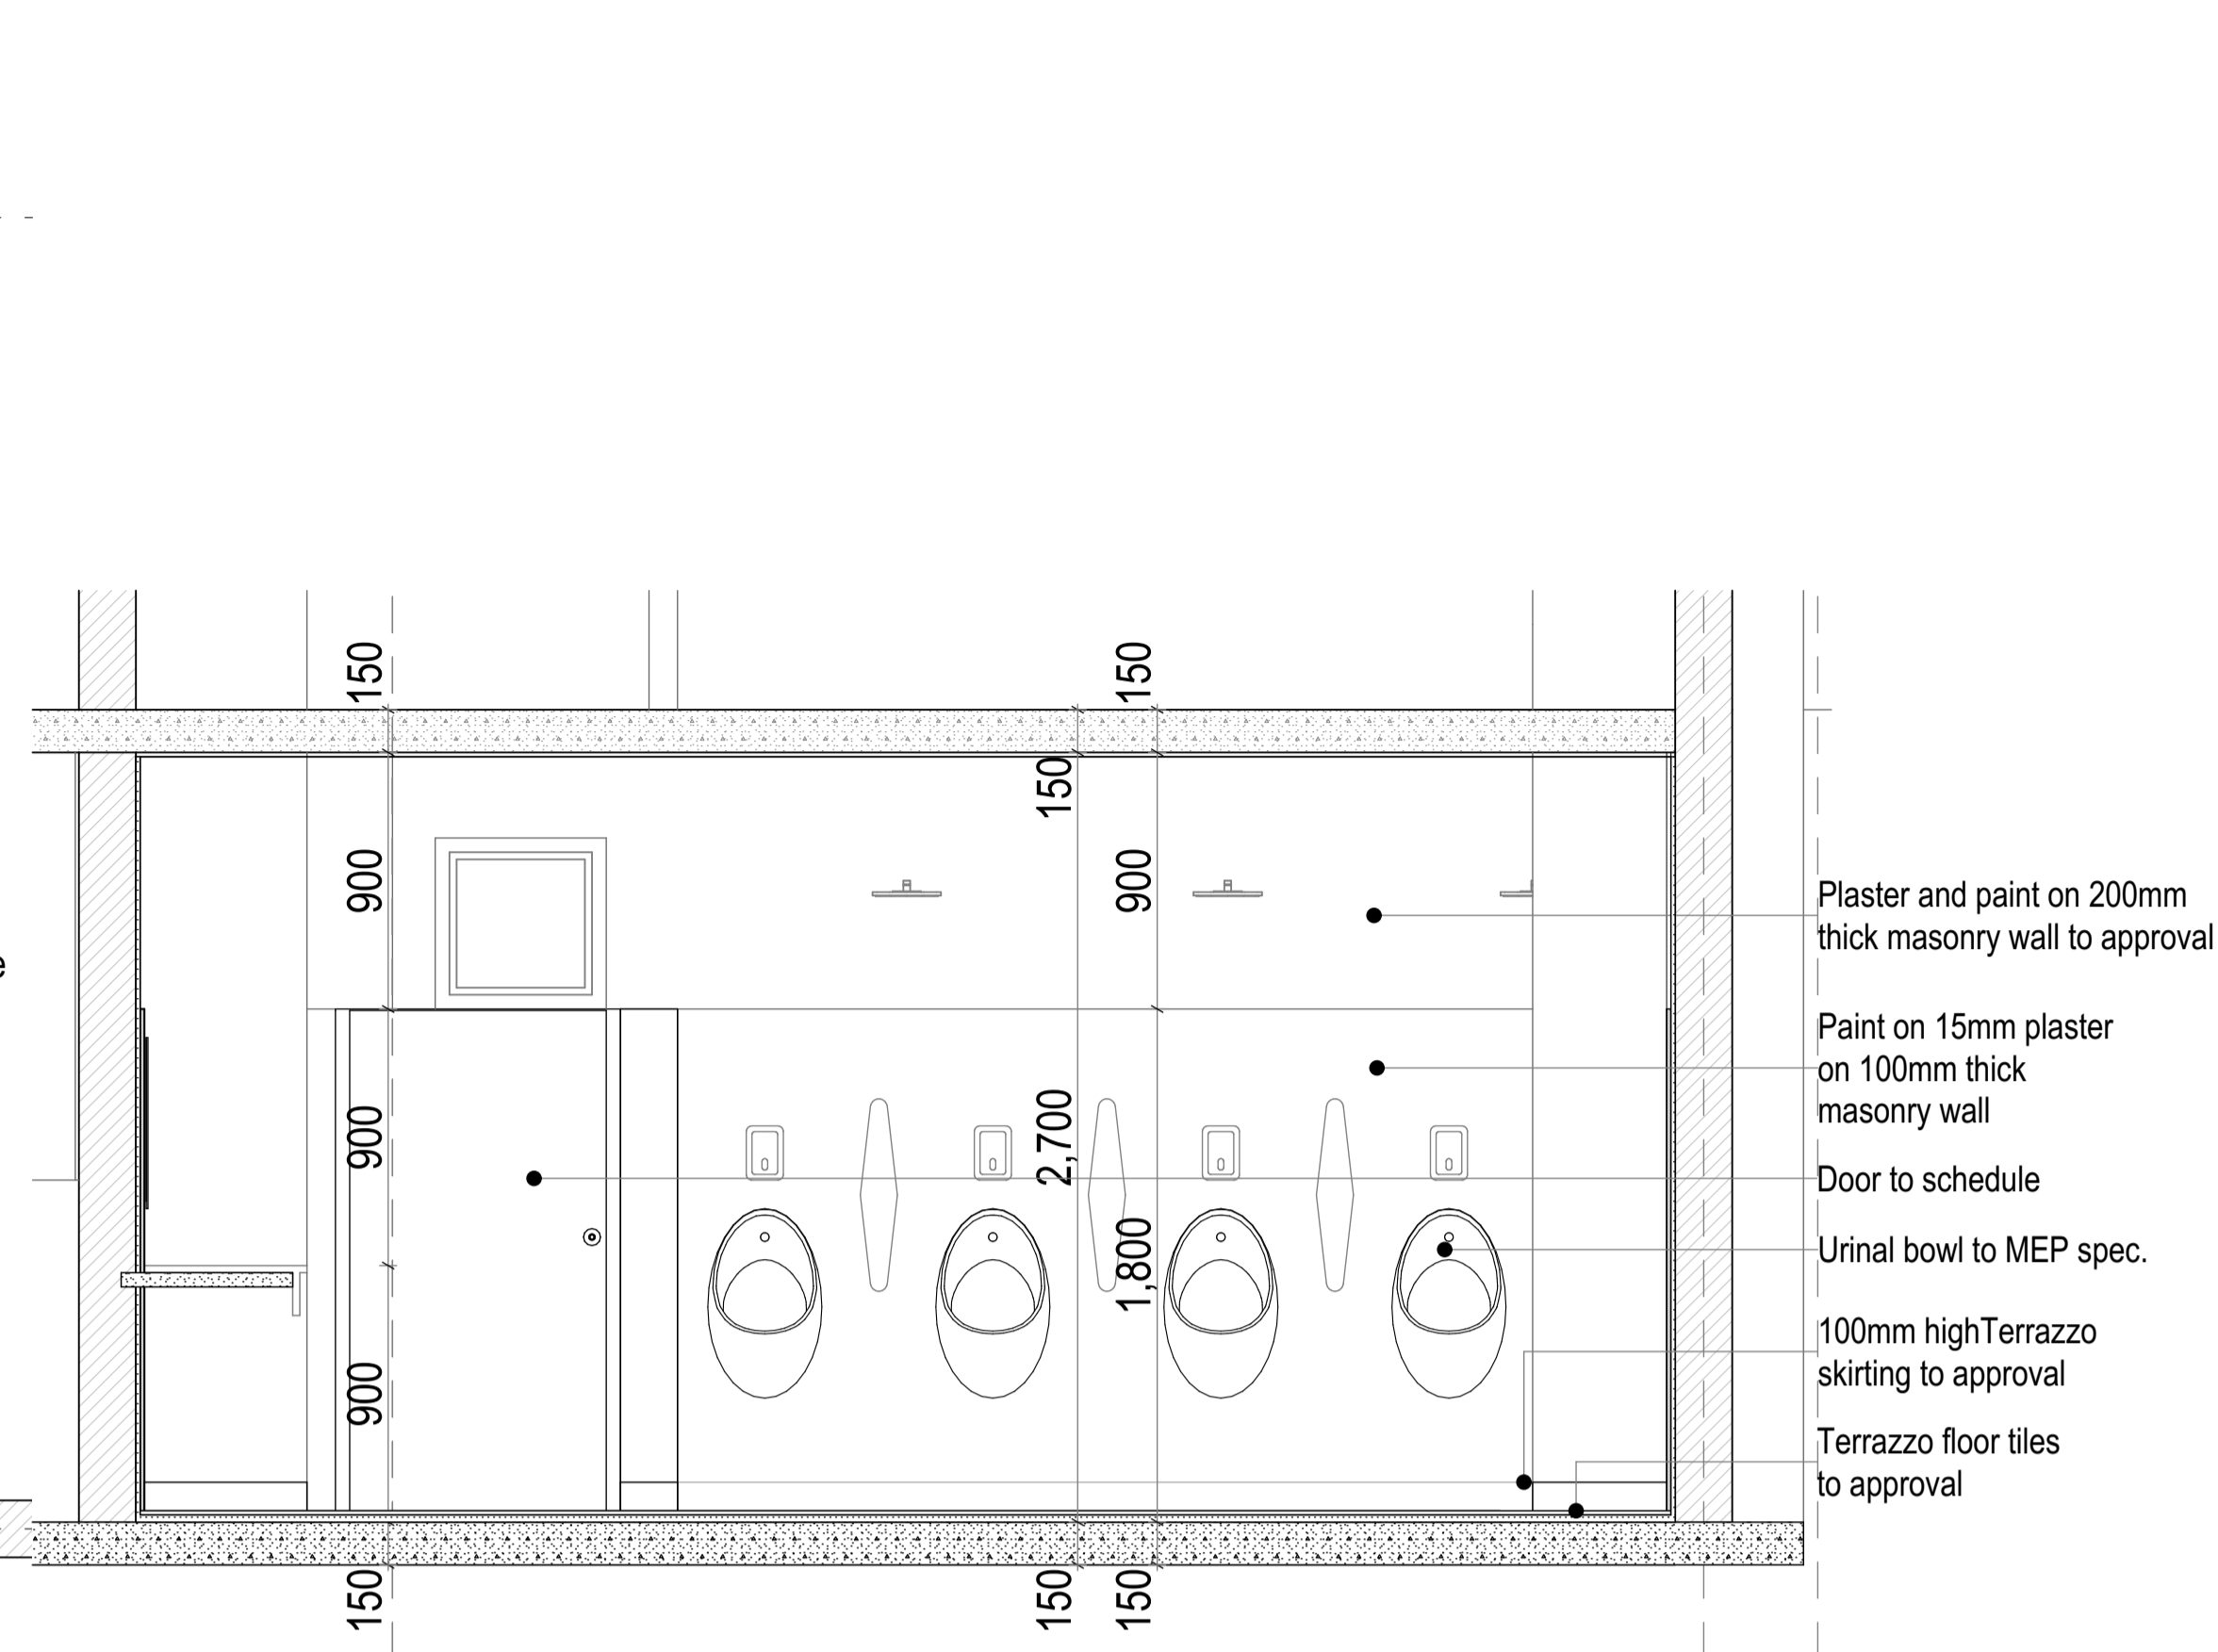 150
150
150
900
900
Plaster and paint on 200mm
thick masonry wall to approval
e
Paint on 15mm plaster
on 100mm thick
masonry wall
900
2,700
Door to schedule
1,800
Urinal bowl to MEP spec.
100mm highTerrazzo
skirting to approval
900
Terrazzo floor tiles
to approval
150
150
150